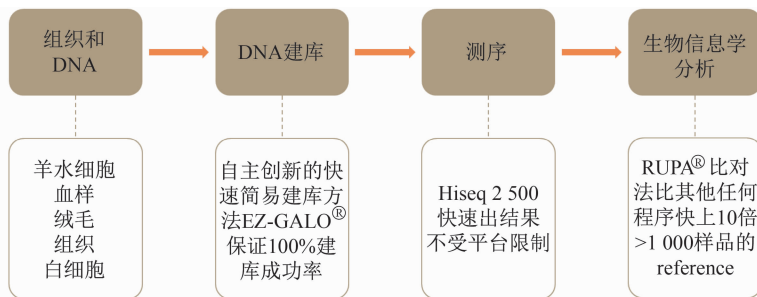 组织和
DNA
DNA建库
测序
生物信息学
分析
羊水细胞
血样
绒毛
组织
白细胞
自主创新的快
速简易建库方
法EZ-GALO®
保证100%建
库成功率
Hiseq 2 500
快速出结果
不受平台限制
RUPA®比对
法比其他任何
程序快上10倍
>1 000样品的
reference